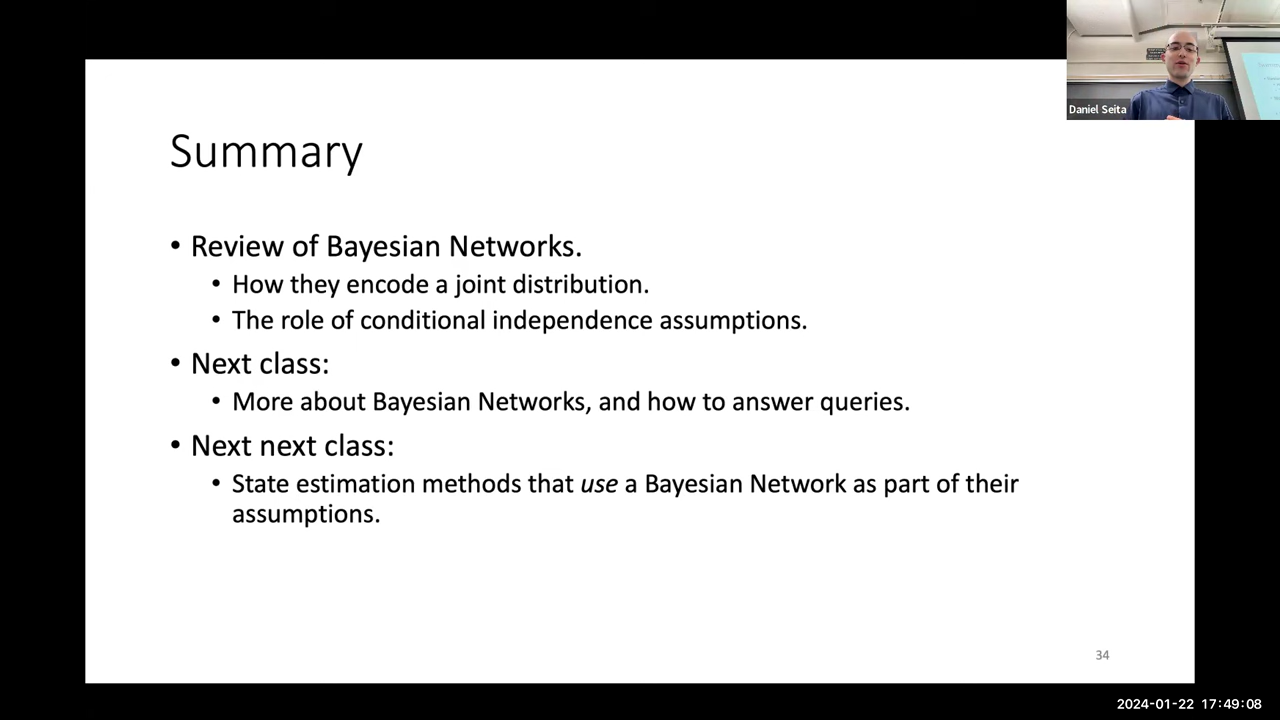 Daniel Seita
Summary
• Review of Bayesian Networks.
• How they encode a joint distribution.
• The role of conditional independence assumptions.
• Next class:
• More about Bayesian Networks, and how to answer queries.
• Next next class:
• State estimation methods that use a Bayesian Network as part of their
assumptions.
34
2024-01-22 17:49:08